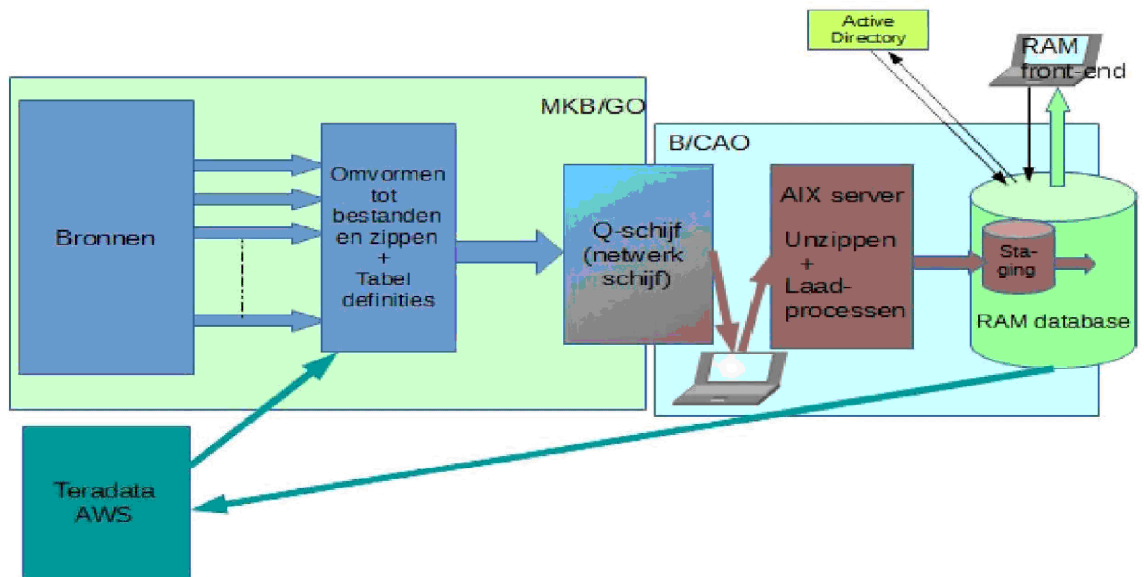 Active
Directory
RAM
front-end
MKB/GO
B/CAO
Bronnen
Omvormen
tot
bestanden
en zippen
+
Tabel
definities
Q-schijf
(netwerk
schijf)
AIX server
Unzippen
+
Laad-
processen
Sta-
ging
RAM database
Teradata
AWS